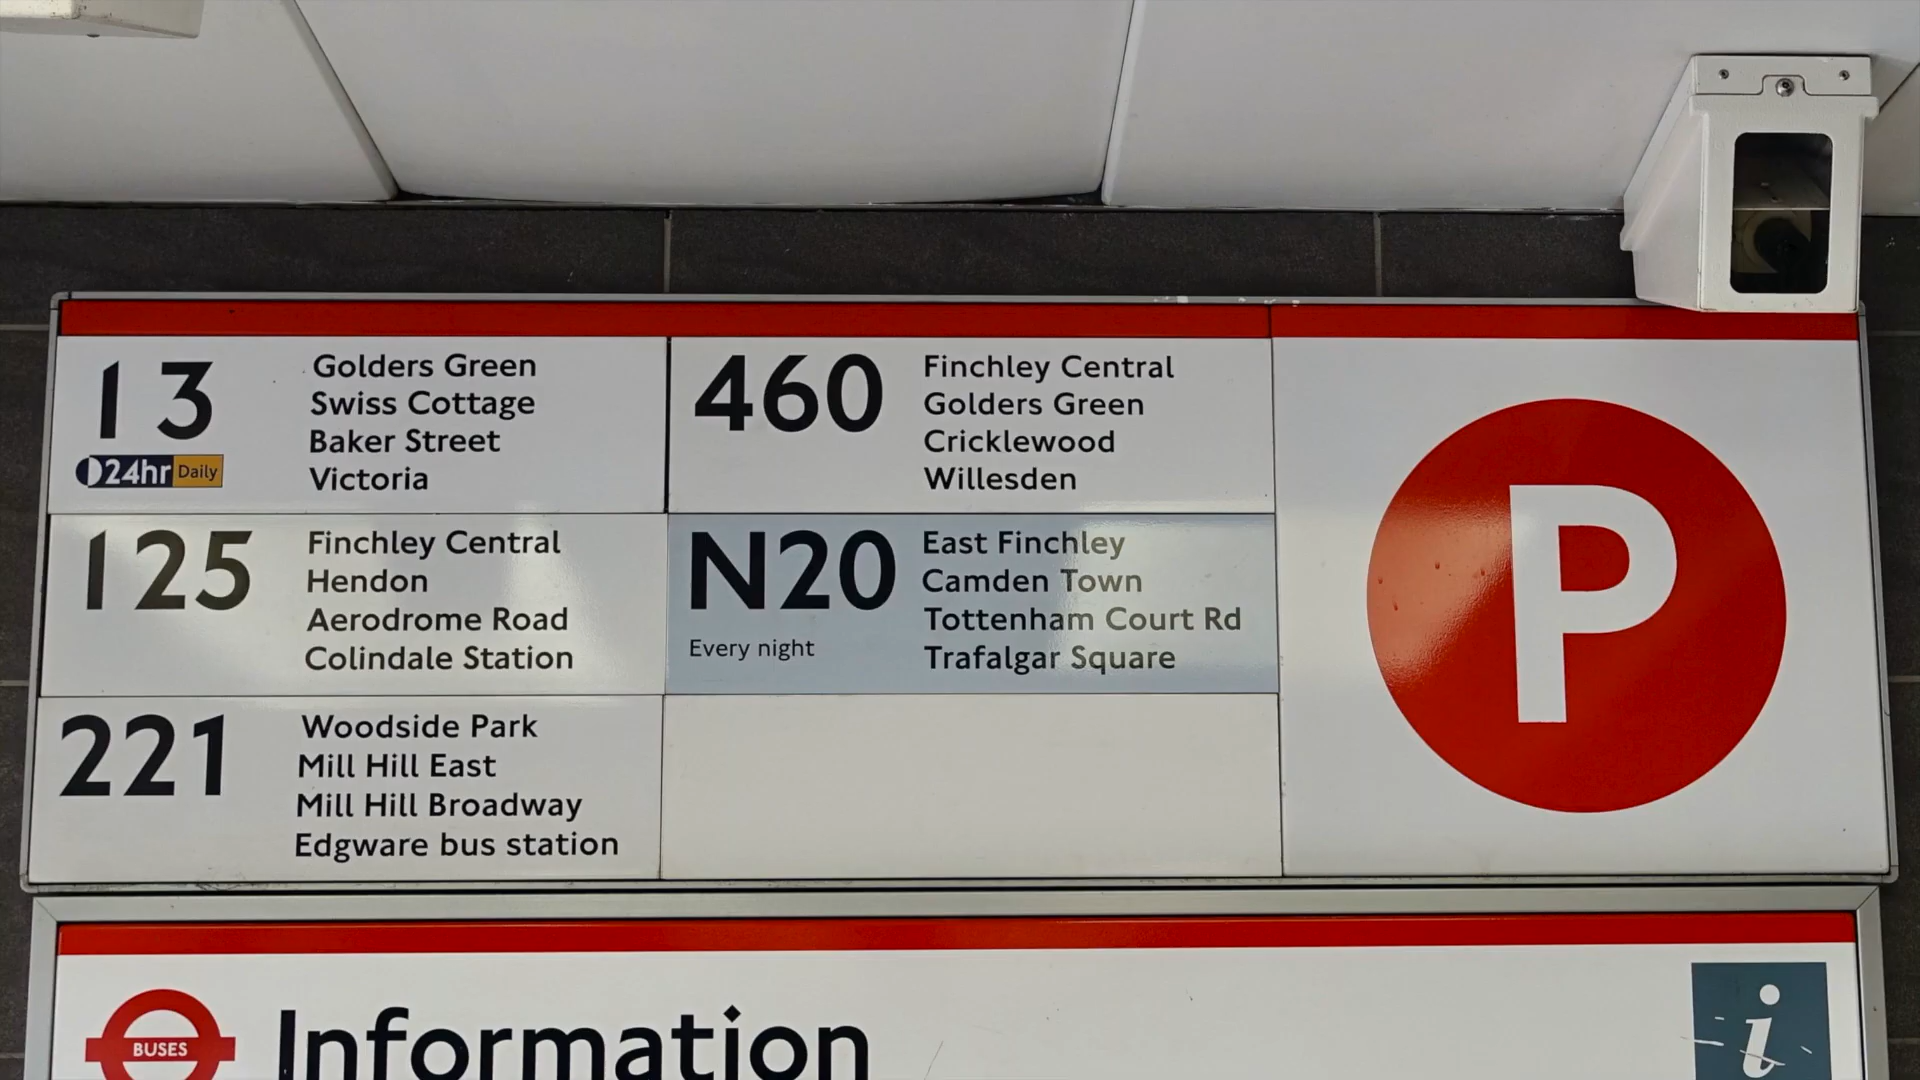 13
24hr Daily
Golders Green
Swiss Cottage
Baker Street
Victoria
460
Finchley Central
Golders Green
Cricklewood
Willesden
125
Finchley Central
Hendon
Aerodrome Road
Colindale Station
N20
Every night
East Finchley
Camden Town
Tottenham Court Rd
Trafalgar Square
221
Woodside Park
Mill Hill East
Mill Hill Broadway
Edgware bus station
P
BUSES
Information
i